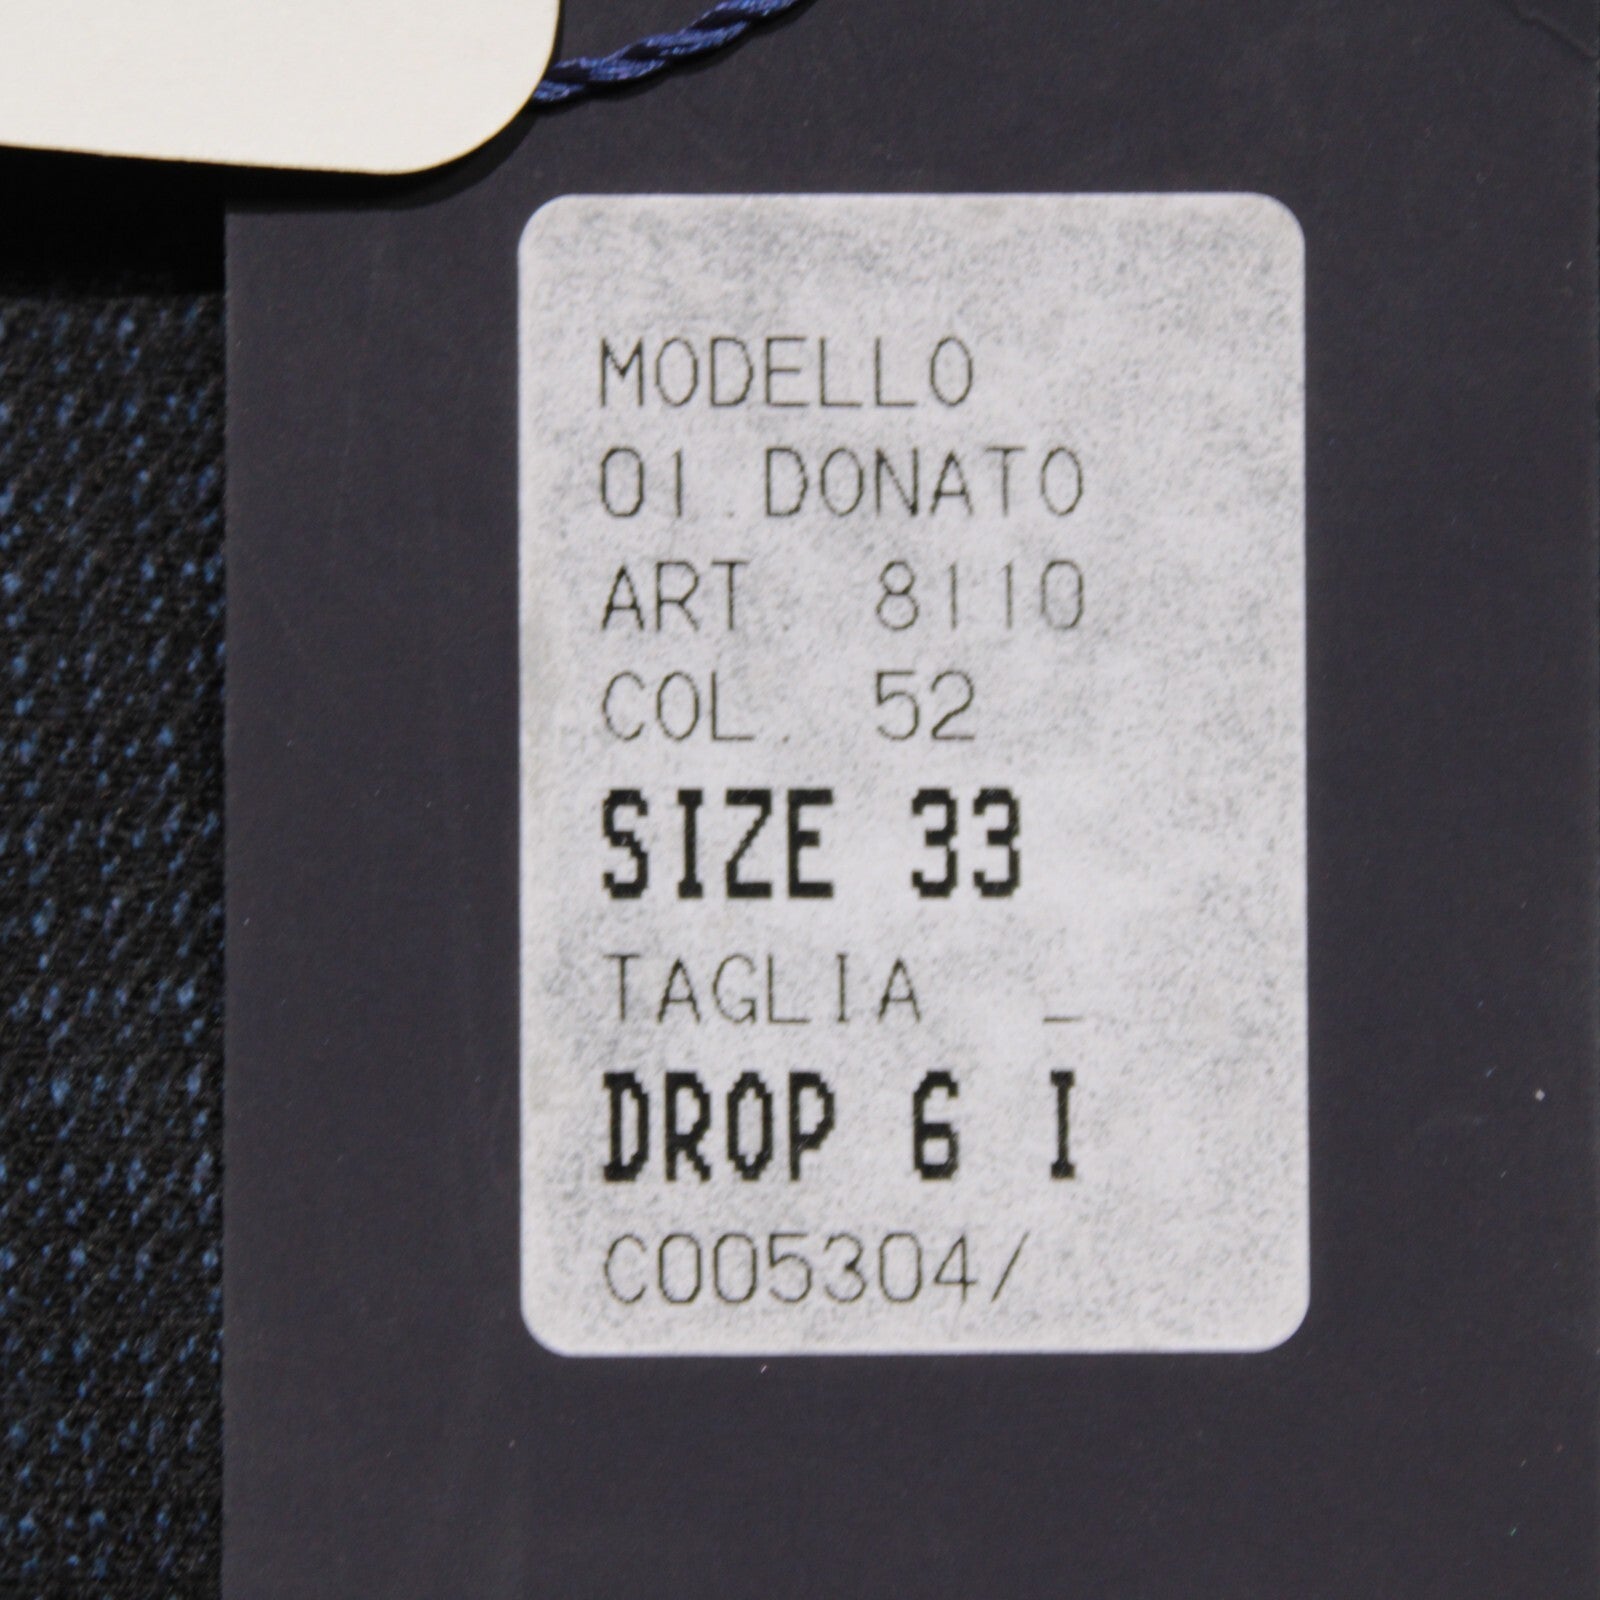 MODELLO
01.DONATO
ART. 8110
COL. 52
SIZE 33
TAGLIA _
DROP 6 I
C005304/